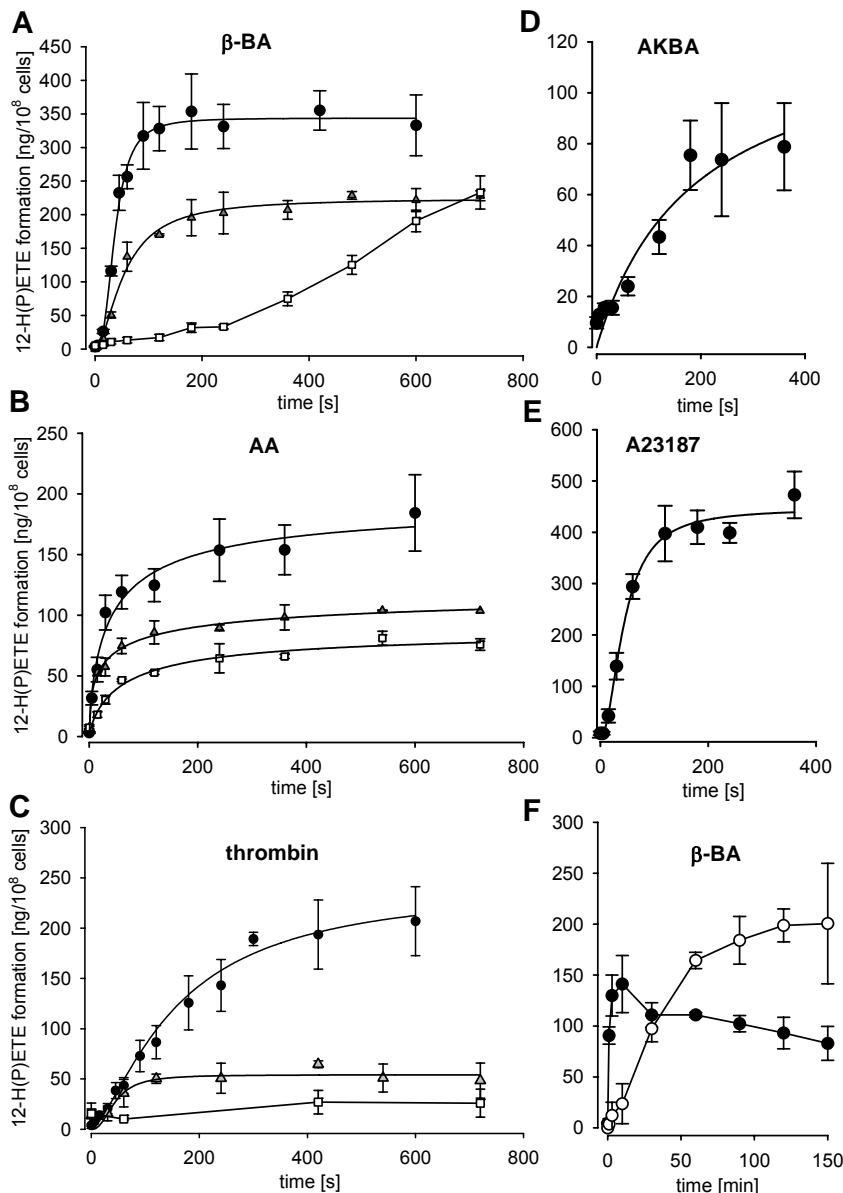 A
β-BA
12-H(P)ETE formation [ng/10⁸ cells]
450
400
350
300
250
200
150
100
50
0
0 200 400 600 800
time [s]
B
AA
12-H(P)ETE formation [ng/10⁸ cells]
250
200
150
100
50
0
0 200 400 600 800
time [s]
C
thrombin
12-H(P)ETE formation [ng/10⁸ cells]
300
250
200
150
100
50
0
0 200 400 600 800
time [s]
D
AKBA
120
100
80
60
40
20
0
0 200 400
time [s]
E
A23187
600
500
400
300
200
100
0
0 200 400
time [s]
F
β-BA
300
250
200
150
100
50
0
0 50 100 150
time [min]